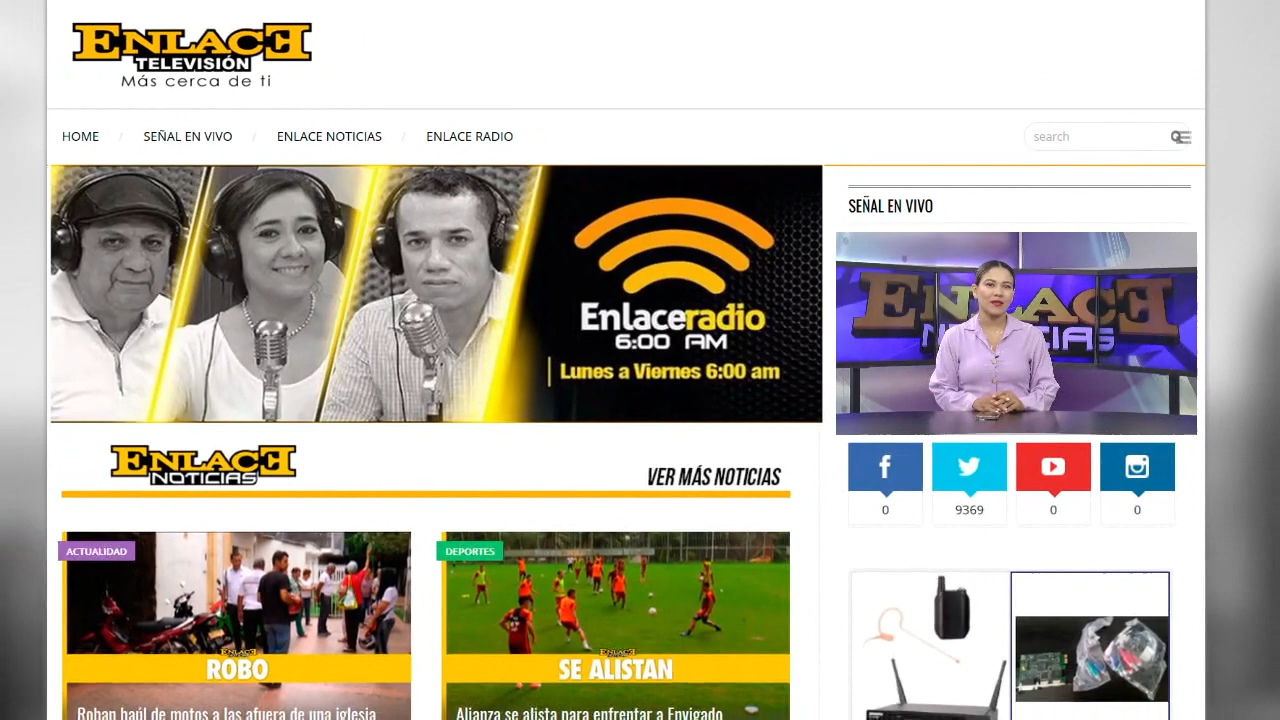 ENLACE
TELEVISIÓN
Más cerca de ti
HOME / SEÑAL EN VIVO / ENLACE NOTICIAS / ENLACE RADIO
search
Enlaceradio
6:00 AM
Lunes a Viernes 6:00 am
SEÑAL EN VIVO
ENLACE
NOTICIAS
0
9369
0
0
ENLACE
NOTICIAS
VER MÁS NOTICIAS
ACTUALIDAD
ENLACE
ROBO
Roban baúl de motos a las afuera de una iglesia
DEPORTES
ENLACE
SE ALISTAN
Alianza se alista para enfrentar a Envigado